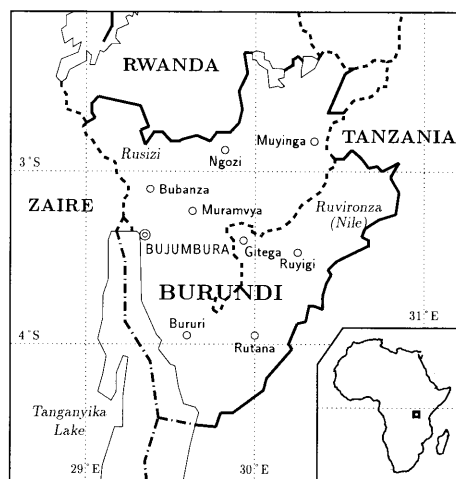 RWANDA
Muyinga
TANZANIA
Rusizi
Ngozi
3°S
Bubanza
ZAIRE
Muramvya
Ruvironza
(Nile)
BUJUMBURA
Gitega
Ruyigi
BURUNDI
31°E
Bururi
4°S
Rutana
Tanganyika
Lake
29°E
30°E